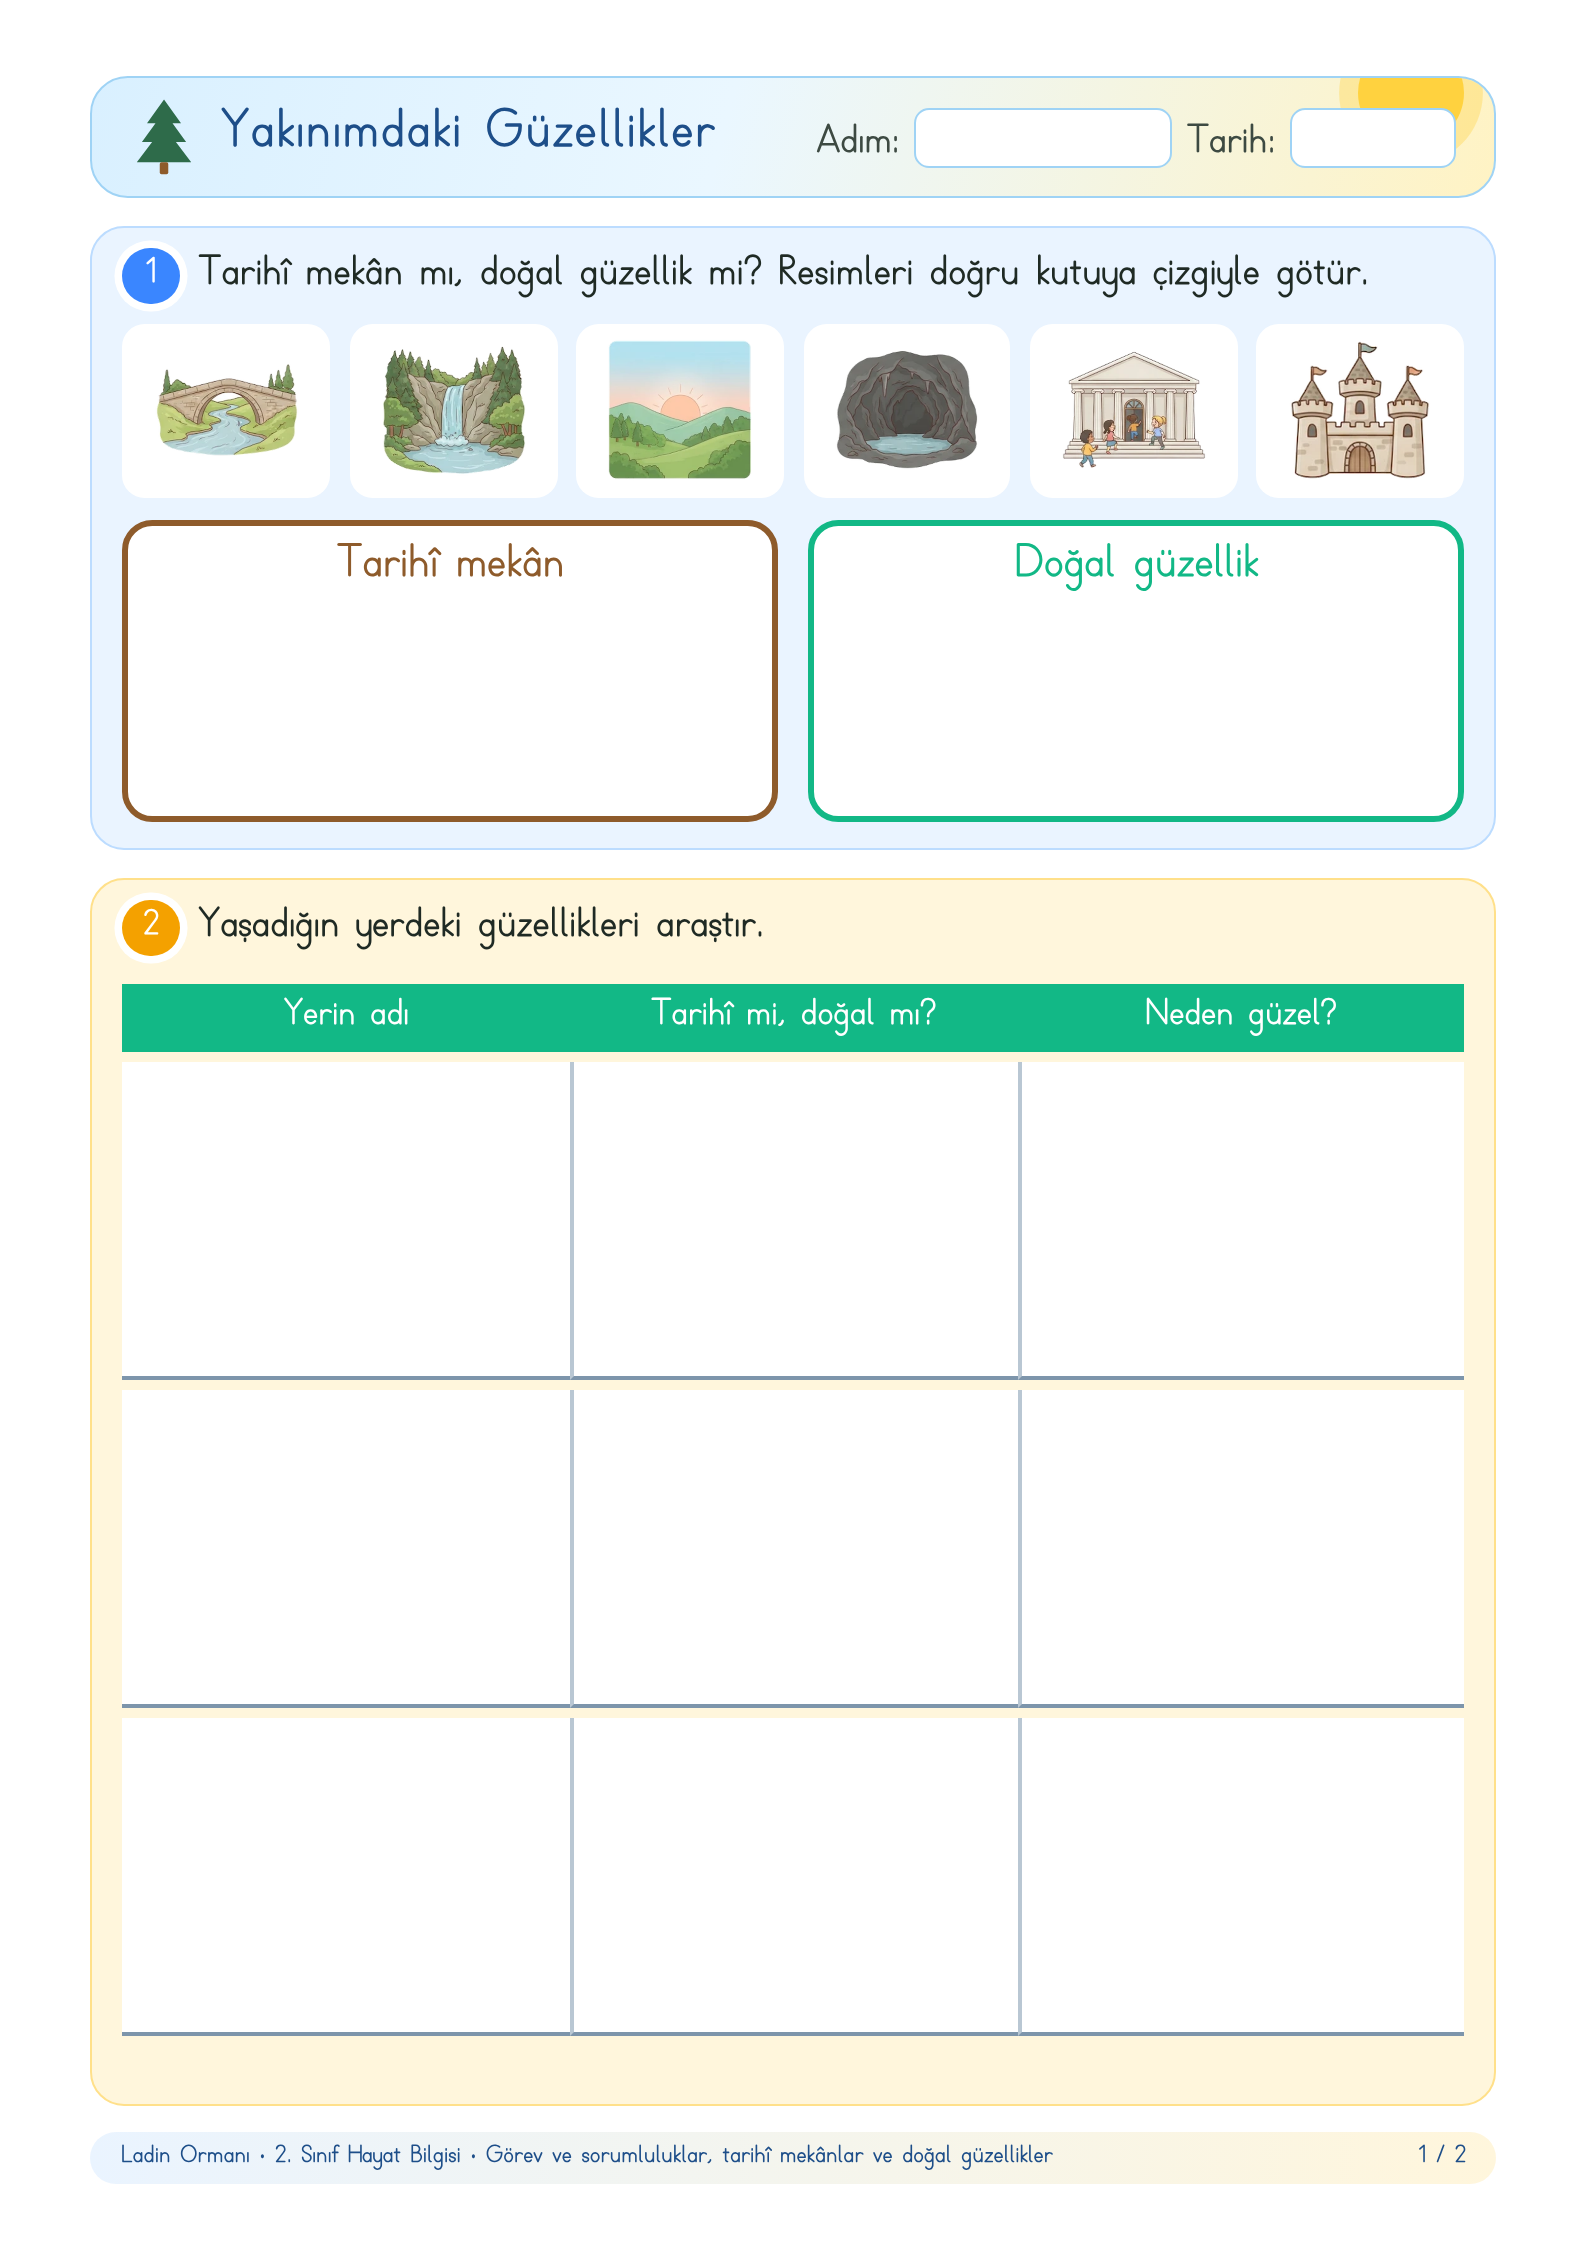 Yakınımdaki Güzellikler
Adım:
Tarih:
1 Tarihî mekân mı, doğal güzellik mi? Resimleri doğru kutuya çizgiyle götür.
Tarihî mekân
Doğal güzellik
2 Yaşadığın yerdeki güzellikleri araştır.
Yerin adı
Tarihî mi, doğal mı?
Neden güzel?
Ladin Ormanı • 2. Sınıf Hayat Bilgisi • Görev ve sorumluluklar, tarihî mekânlar ve doğal güzellikler
1 / 2